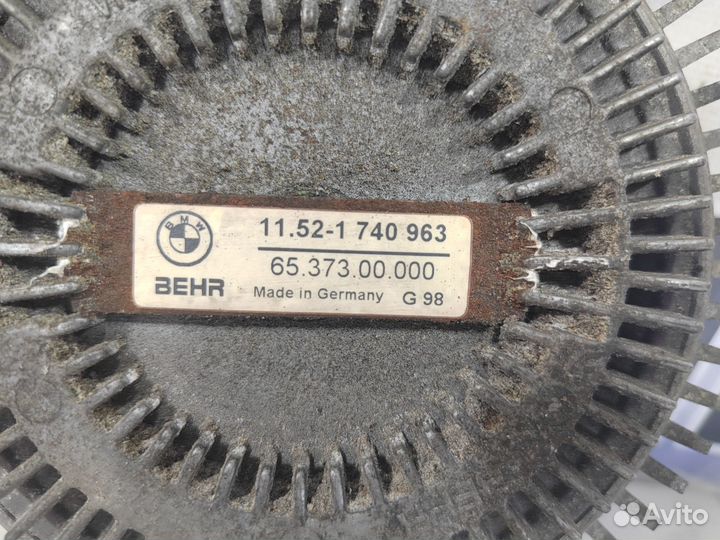 BMW
11.52-1 740 963
65.373.00.000
BEHR
Made in Germany G 98
Avito